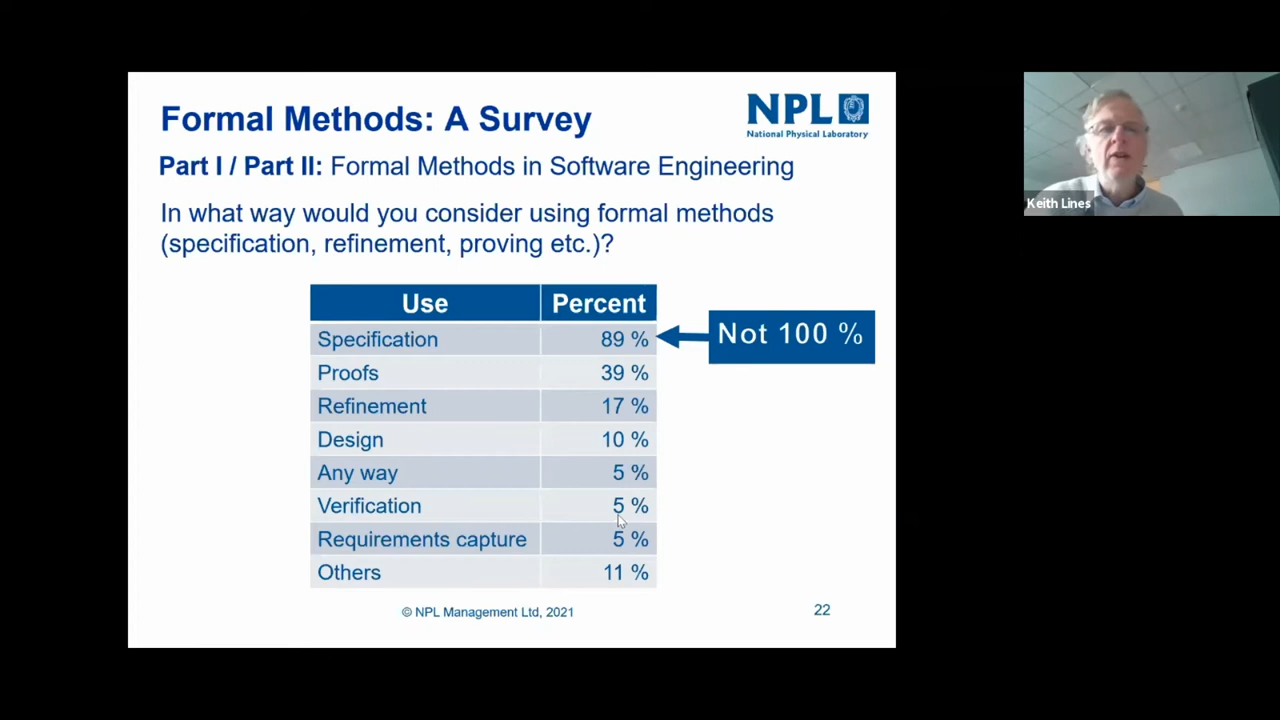 Formal Methods: A Survey
NPL
National Physical Laboratory
Part I / Part II: Formal Methods in Software Engineering
In what way would you consider using formal methods
(specification, refinement, proving etc.)?
Use Percent
Specification 89 %
Not 100 %
Proofs 39 %
Refinement 17 %
Design 10 %
Any way 5 %
Verification 5 %
Requirements capture 5 %
Others 11 %
© NPL Management Ltd, 2021
22
Keith Lines